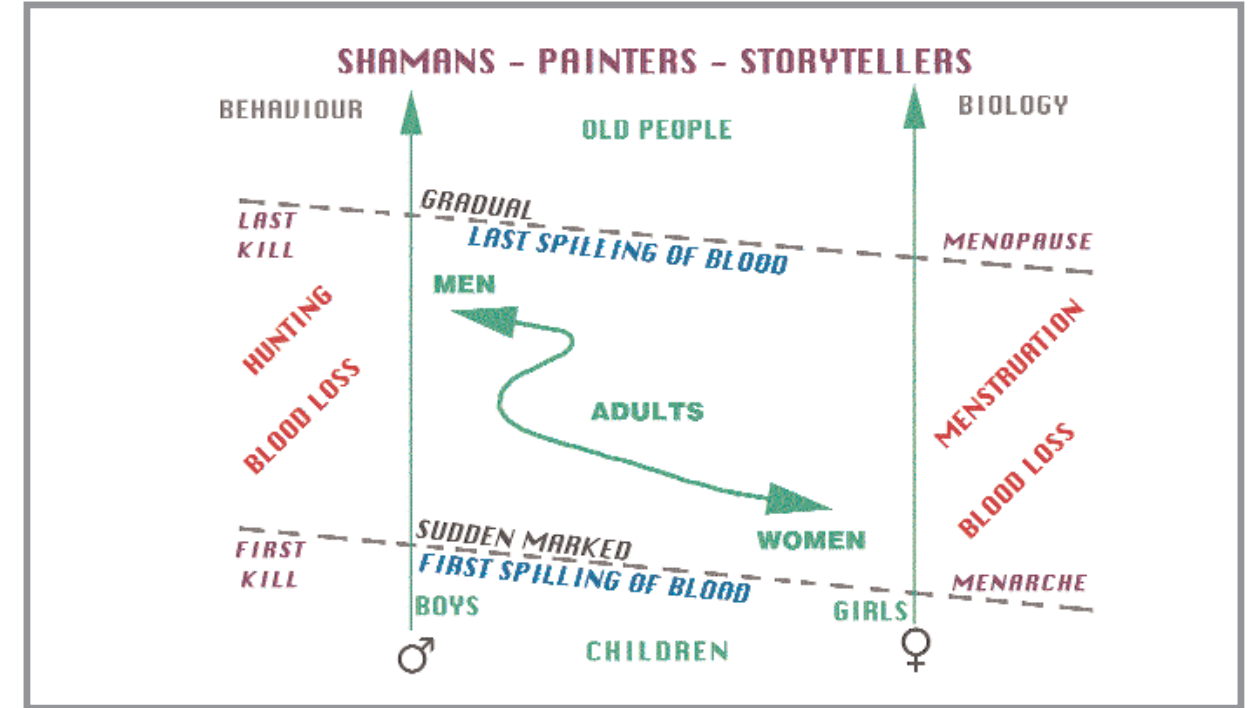 SHAMANS - PAINTERS - STORYTELLERS
BEHAVIOUR
BIOLOGY
OLD PEOPLE
GRADUAL
LAST SPILLING OF BLOOD
LAST
KILL
MENOPAUSE
MEN
HUNTING
BLOOD LOSS
ADULTS
MENSTRUATION
BLOOD LOSS
WOMEN
SUDDEN MARKED
FIRST SPILLING OF BLOOD
FIRST
KILL
MENARCHE
BOYS
GIRLS
CHILDREN